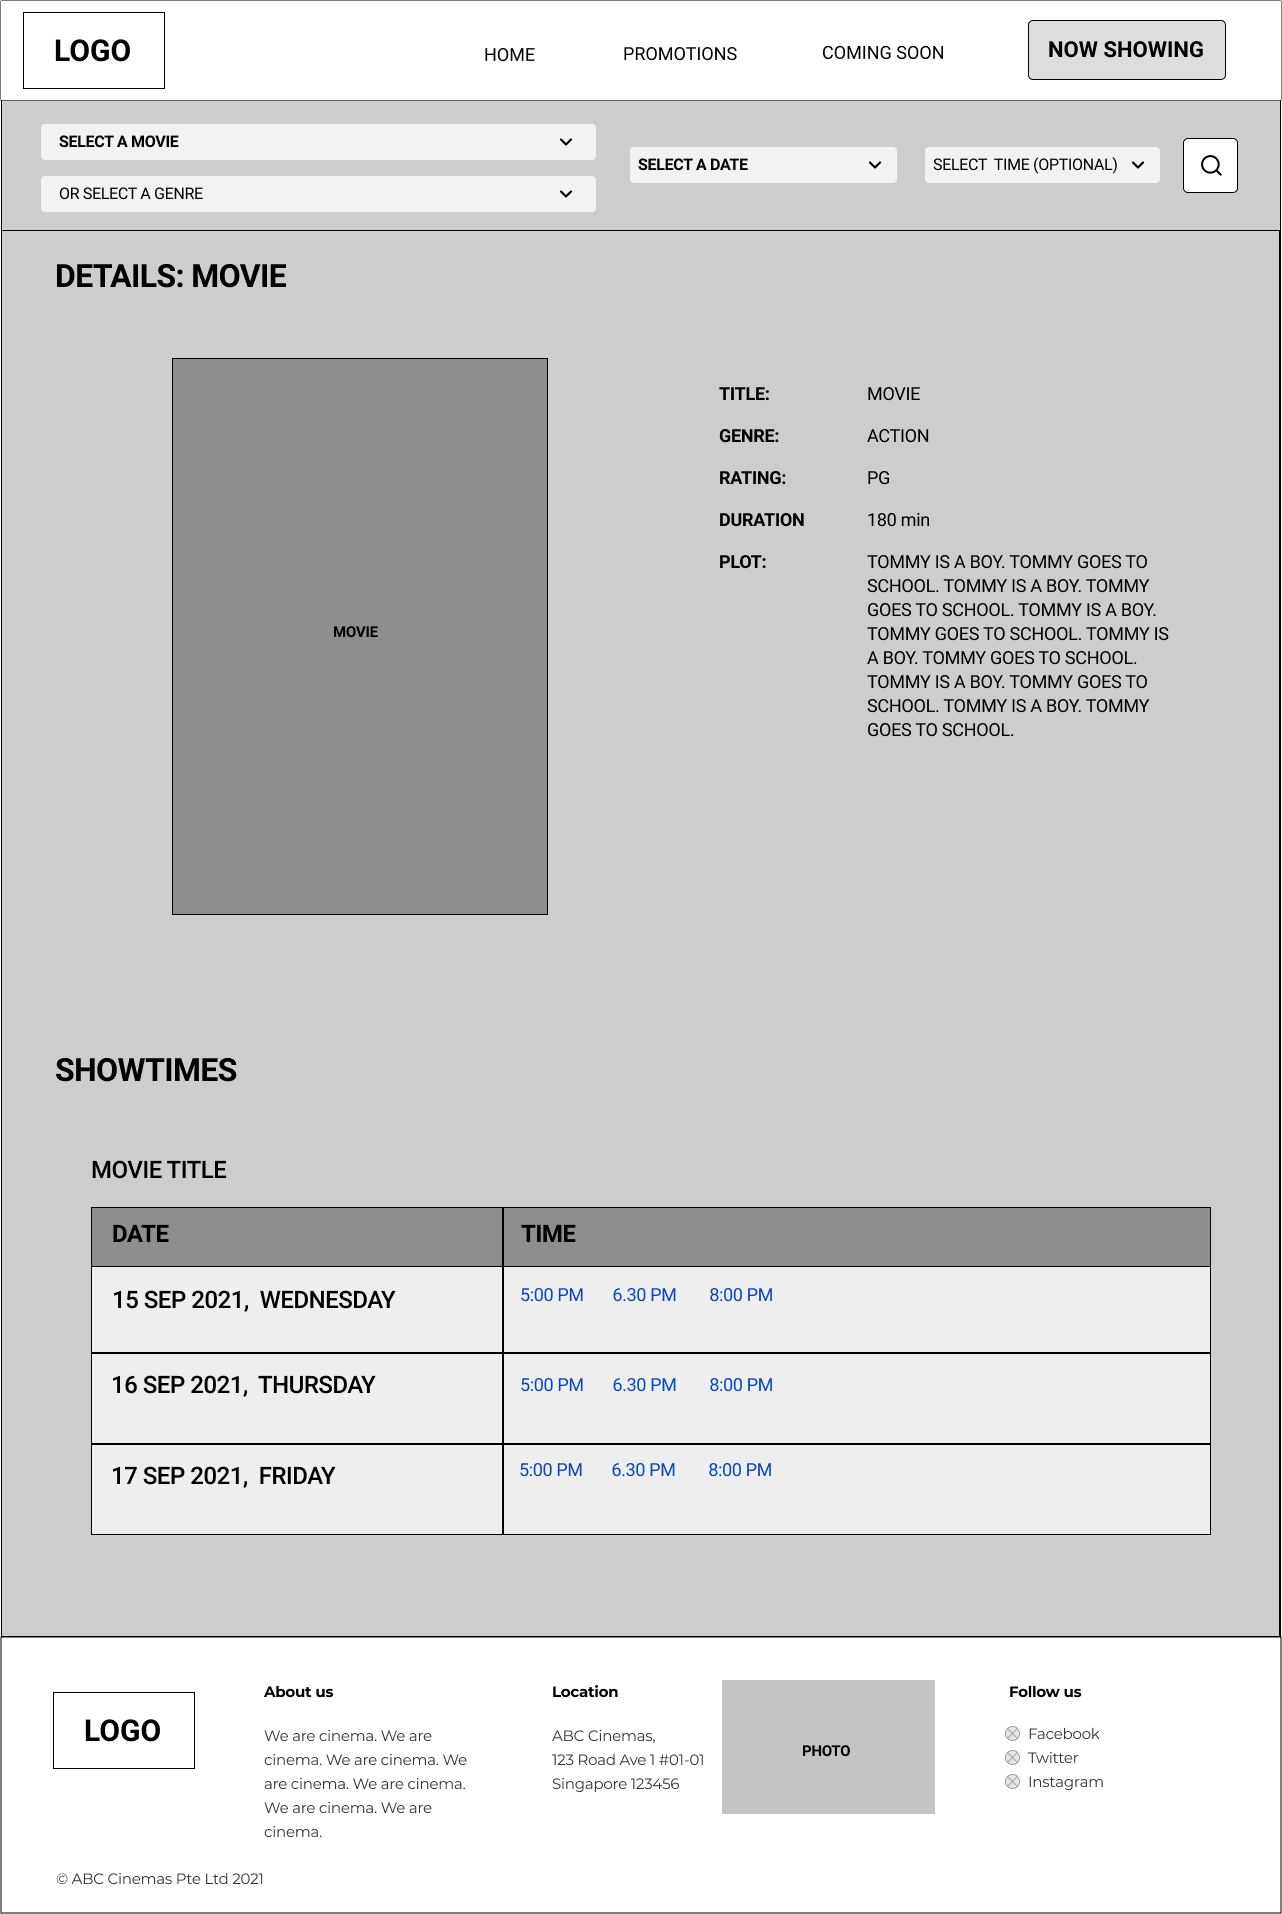 LOGO
HOME
PROMOTIONS
COMING SOON
NOW SHOWING
SELECT A MOVIE
OR SELECT A GENRE
SELECT A DATE
SELECT  TIME (OPTIONAL)
DETAILS: MOVIE
MOVIE
TITLE: MOVIE
GENRE: ACTION
RATING: PG
DURATION 180 min
PLOT: TOMMY IS A BOY. TOMMY GOES TO
SCHOOL. TOMMY IS A BOY. TOMMY
GOES TO SCHOOL. TOMMY IS A BOY.
TOMMY GOES TO SCHOOL. TOMMY IS
A BOY. TOMMY GOES TO SCHOOL.
TOMMY IS A BOY. TOMMY GOES TO
SCHOOL. TOMMY IS A BOY. TOMMY
GOES TO SCHOOL.
SHOWTIMES
MOVIE TITLE
DATE TIME
15 SEP 2021,  WEDNESDAY 5:00 PM 6.30 PM 8:00 PM
16 SEP 2021,  THURSDAY 5:00 PM 6.30 PM 8:00 PM
17 SEP 2021,  FRIDAY 5:00 PM 6.30 PM 8:00 PM
LOGO
About us
We are cinema. We are
cinema. We are cinema. We
are cinema. We are cinema.
We are cinema. We are
cinema.
Location
ABC Cinemas,
123 Road Ave 1 #01-01
Singapore 123456
PHOTO
Follow us
Facebook
Twitter
Instagram
© ABC Cinemas Pte Ltd 2021